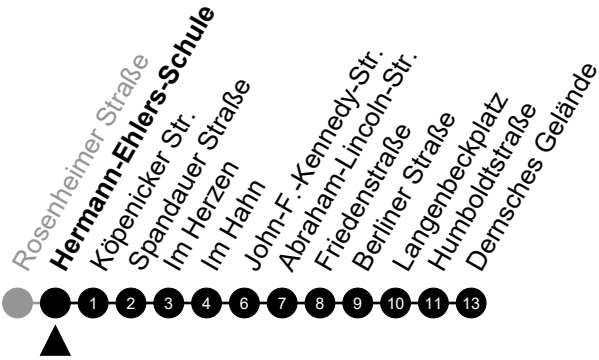 Rosenheimer Straße
Hermann-Ehlers-Schule
Köpenicker Str.
Spandauer Straße
Im Herzen
Im Hahn
John-F.-Kennedy-Str.
Abraham-Lincoln-Str.
Friedenstraße
Berliner Straße
Langenbeckplatz
Humboldtstraße
Dernsches Gelände
1 2 3 4 6 7 8 9 10 11 13